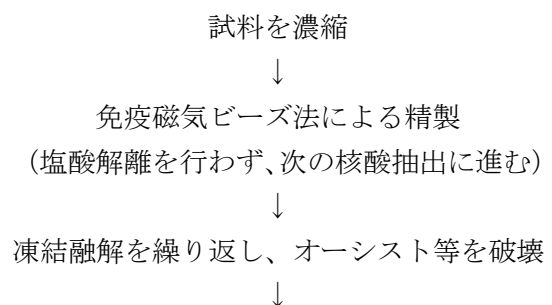 試料を濃縮
↓
免疫磁気ビーズ法による精製
（塩酸解離を行わず、次の核酸抽出に進む）
↓
凍結融解を繰り返し、オーシスト等を破壊
↓